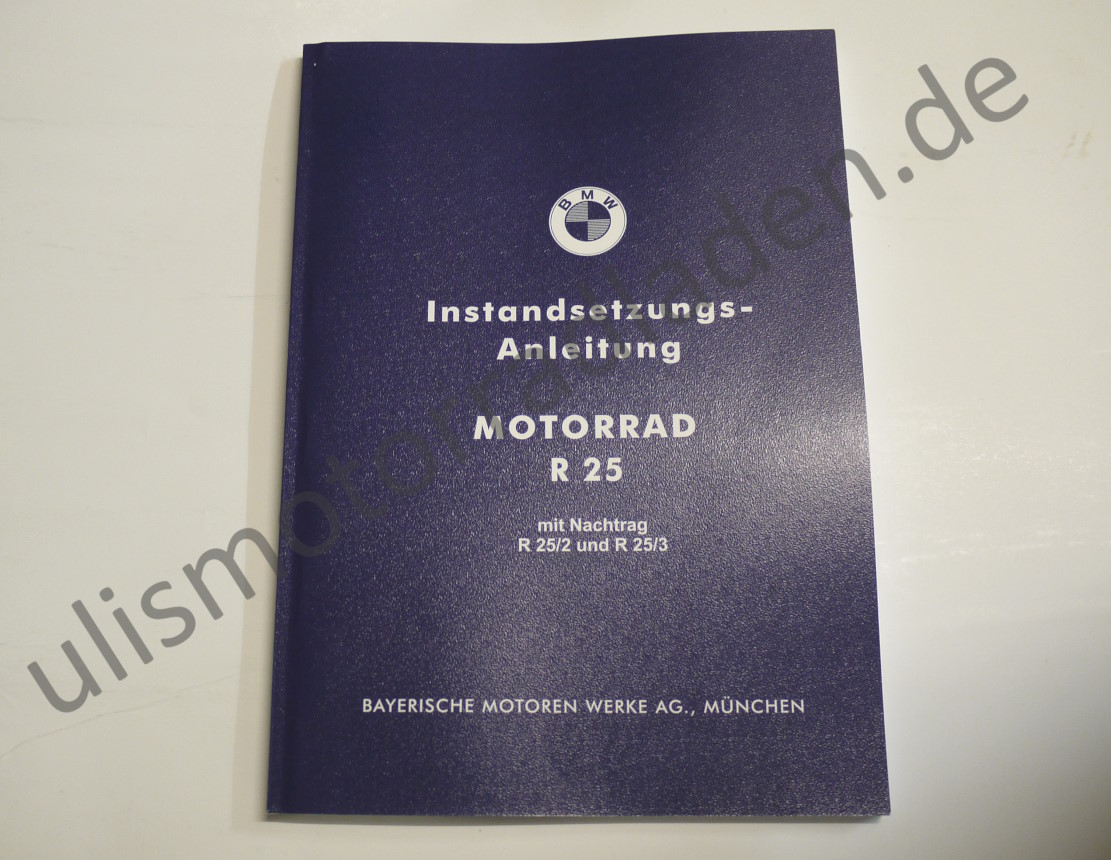 BMW
Instandsetzungs-
Anleitung
MOTORRAD
R 25
mit Nachtrag
R 25/2 und R 25/3
BAYERISCHE MOTOREN WERKE AG., MÜNCHEN
ulismotorradladen.de